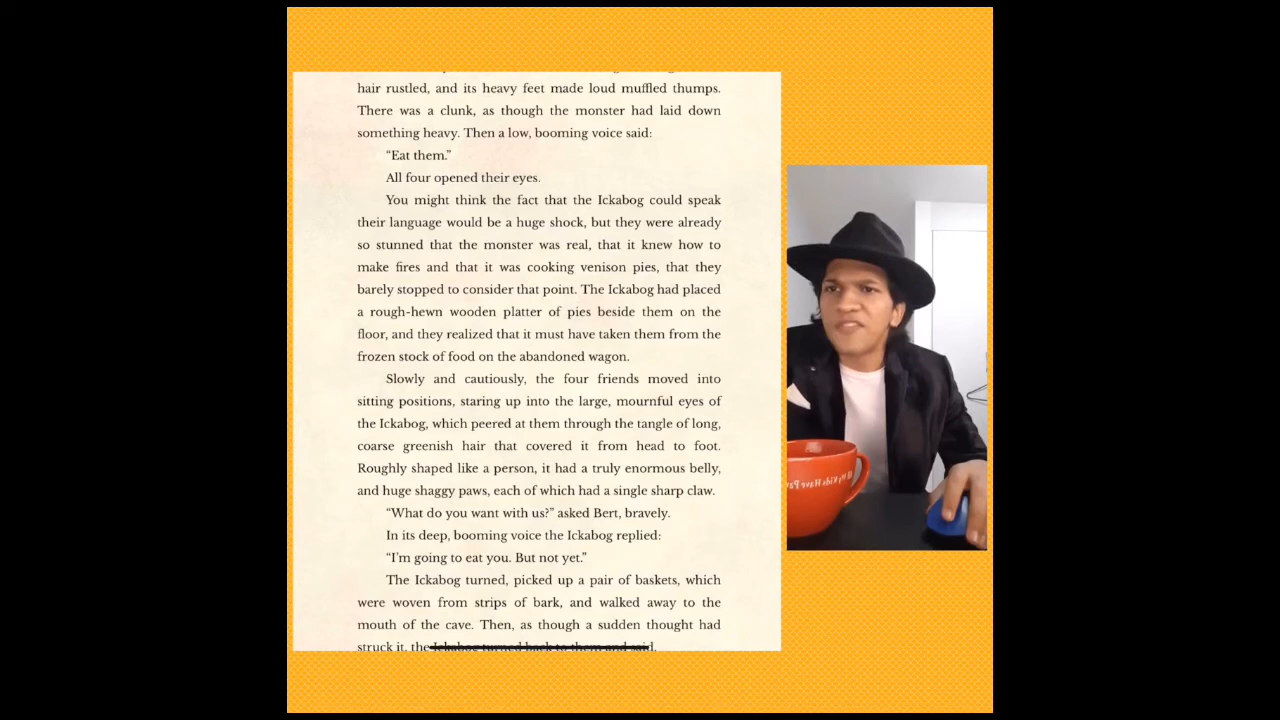 hair rustled, and its heavy feet made loud muffled thumps.
There was a clunk, as though the monster had laid down
something heavy. Then a low, booming voice said:
“Eat them.”
All four opened their eyes.
You might think the fact that the Ickabog could speak
their language would be a huge shock, but they were already
so stunned that the monster was real, that it knew how to
make fires and that it was cooking venison pies, that they
barely stopped to consider that point. The Ickabog had placed
a rough-hewn wooden platter of pies beside them on the
floor, and they realized that it must have taken them from the
frozen stock of food on the abandoned wagon.
Slowly and cautiously, the four friends moved into
sitting positions, staring up into the large, mournful eyes of
the Ickabog, which peered at them through the tangle of long,
coarse greenish hair that covered it from head to foot.
Roughly shaped like a person, it had a truly enormous belly,
and huge shaggy paws, each of which had a single sharp claw.
“What do you want with us?” asked Bert, bravely.
In its deep, booming voice the Ickabog replied:
“I’m going to eat you. But not yet.”
The Ickabog turned, picked up a pair of baskets, which
were woven from strips of bark, and walked away to the
mouth of the cave. Then, as though a sudden thought had
struck it, the Ickabog turned back to them and said,
My Kids Have